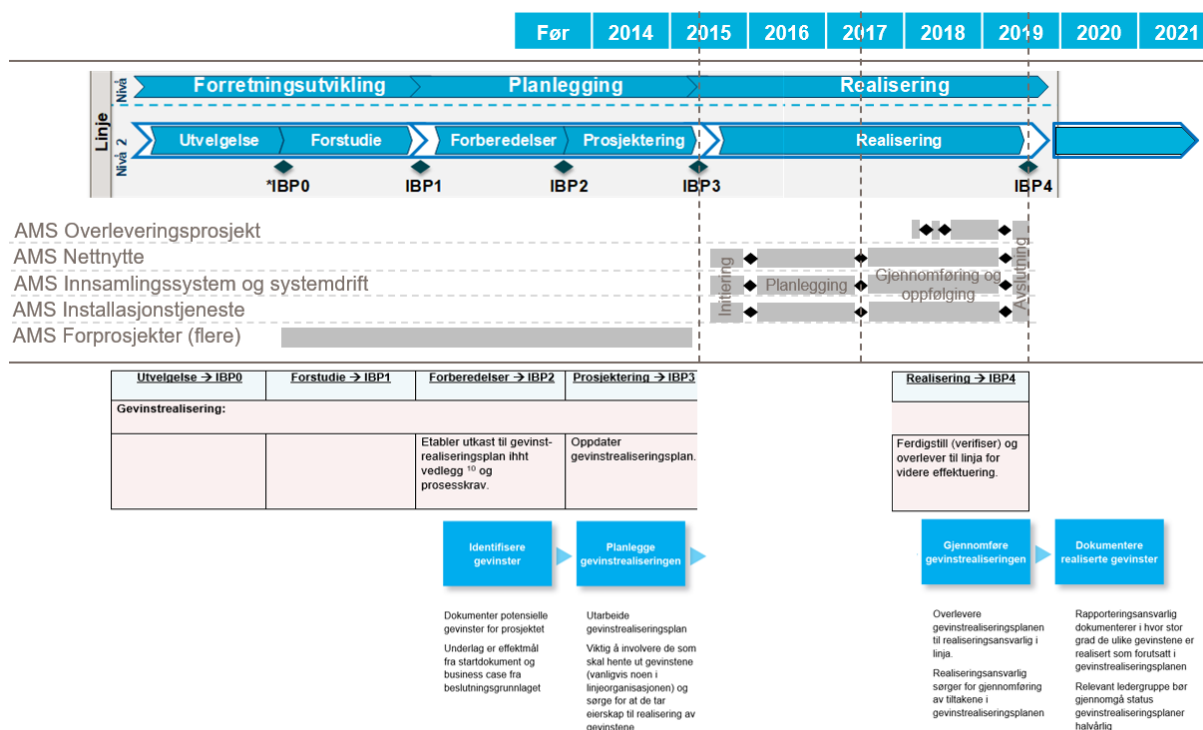 Før 2014 2015 2016 2017 2018 2019 2020 2021
Linje
Nivå
Forretningsutvikling Planlegging Realisering
Nivå 2
Utvelgelse Forstudie Forberedelser Prosjektering Realisering
*IBP0 IBP1 IBP2 IBP3 IBP4
AMS Overleveringsprosjekt
AMS Nettnytte
AMS Innsamlingssystem og systemdrift
AMS Installasjonstjeneste
AMS Forprosjekter (flere)
Initiering
Planlegging
Gjennomføring og
oppfølging
Avslutning
Utvelgelse → IBP0 Forstudie → IBP1 Forberedelser → IBP2 Prosjektering → IBP3 Realisering → IBP4
Gevinstrealisering:
Etabler utkast til gevinst-
realiseringsplan ihht
vedlegg 10 og
prosesskrav.
Oppdater
gevinstrealiseringsplan.
Ferdigstill (verifiser) og
overlever til linja for
videre effektuering.
Identifisere
gevinster
Planlegge
gevinstrealiseringen
Gjennomføre
gevinstrealiseringen
Dokumentere
realiserte gevinster
Dokumenter potensielle
gevinster for prosjektet
Underlag er effektmål
fra startdokument og
business case fra
beslutningsgrunnlaget
Utarbeide
gevinstrealiseringsplan
Viktig å involvere de som
skal hente ut gevinstene
(vanligvis noen i
linjeorganisasjonen) og
sørge for at de tar
eierskap til realisering av
gevinstene
Overlevere
gevinstrealiseringsplanen
til realiseringsansvarlig i
linja.
Realiseringsansvarlig
sørger for gjennomføring
av tiltakene i
gevinstrealiseringsplanen
Rapporteringsansvarlig
dokumenterer i hvor stor
grad de ulike gevinstene er
realisert som forutsatt i
gevinstrealiseringsplanen
Relevant ledergruppe bør
gjennomgå status
gevinstrealiseringsplaner
halvårlig